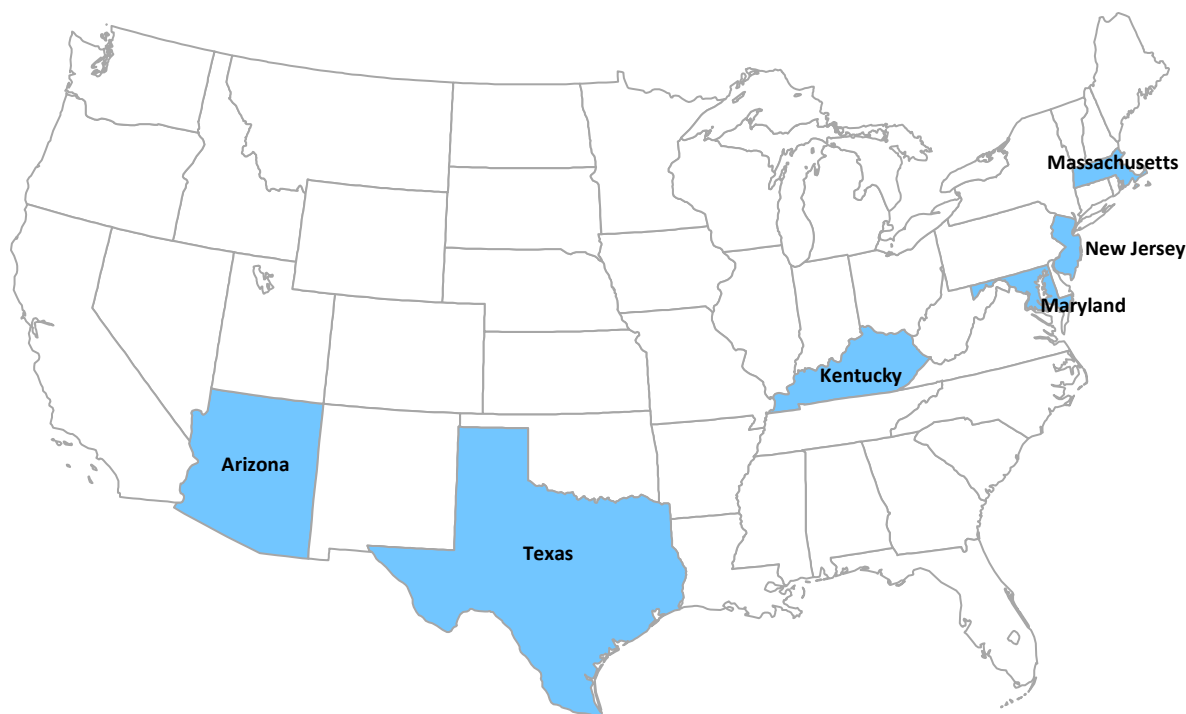 Massachusetts
New Jersey
Maryland
Kentucky
Arizona
Texas